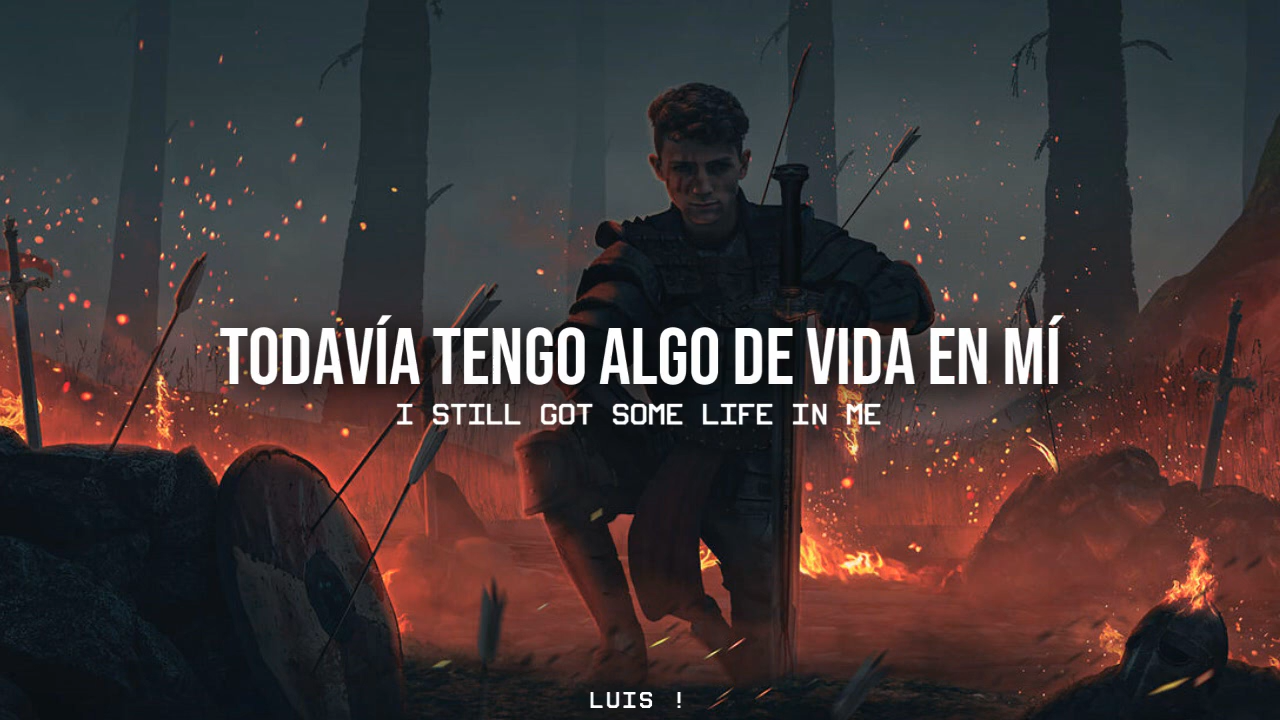 TODAVÍA TENGO ALGO DE VIDA EN MÍ
I STILL GOT SOME LIFE IN ME
LUIS !